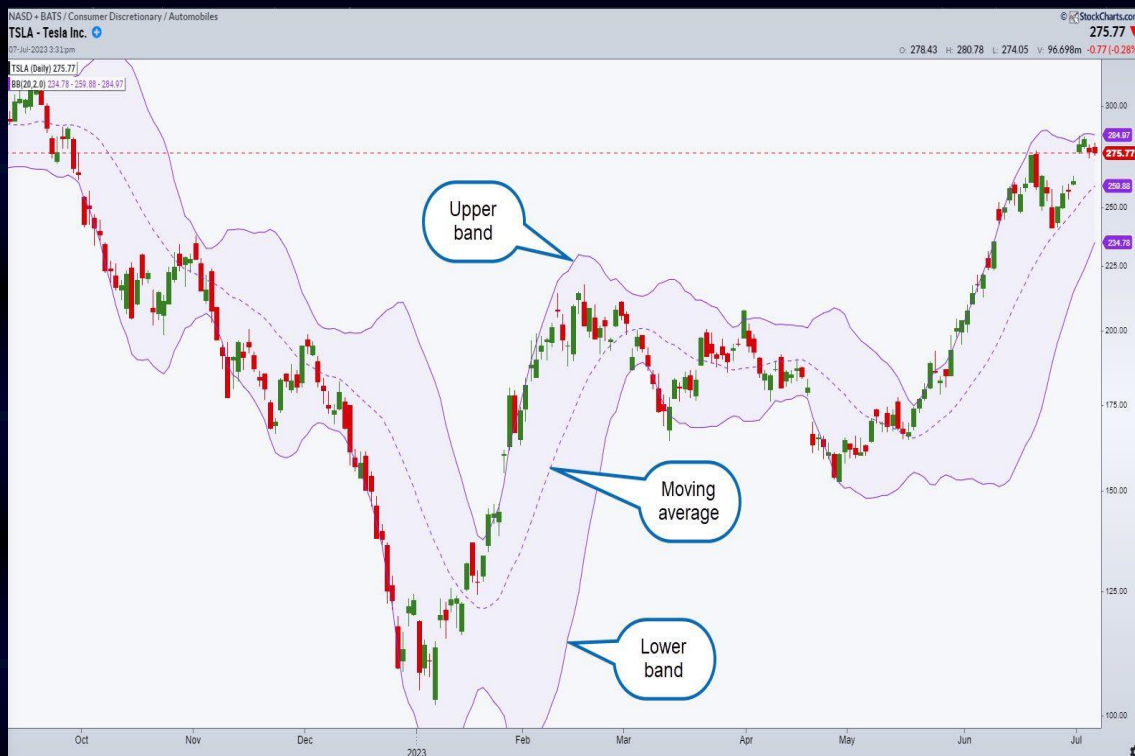 NASD + BATS / Consumer Discretionary / Automobiles
© StockCharts.com
TSLA - Tesla Inc.
275.77
07-Jul-2023 3:31pm
O: 278.43 H: 280.78 L: 274.05 V: 96.698m -0.77 (-0.28%
TSLA (Daily) 275.77
BB(20,2.0) 234.78 - 259.88 - 284.97
300.00
284.97
275.77
259.88
250.00
234.78
225.00
200.00
175.00
150.00
125.00
100.00
Upper
band
Moving
average
Lower
band
Oct Nov Dec 2023 Feb Mar Apr May Jun Jul